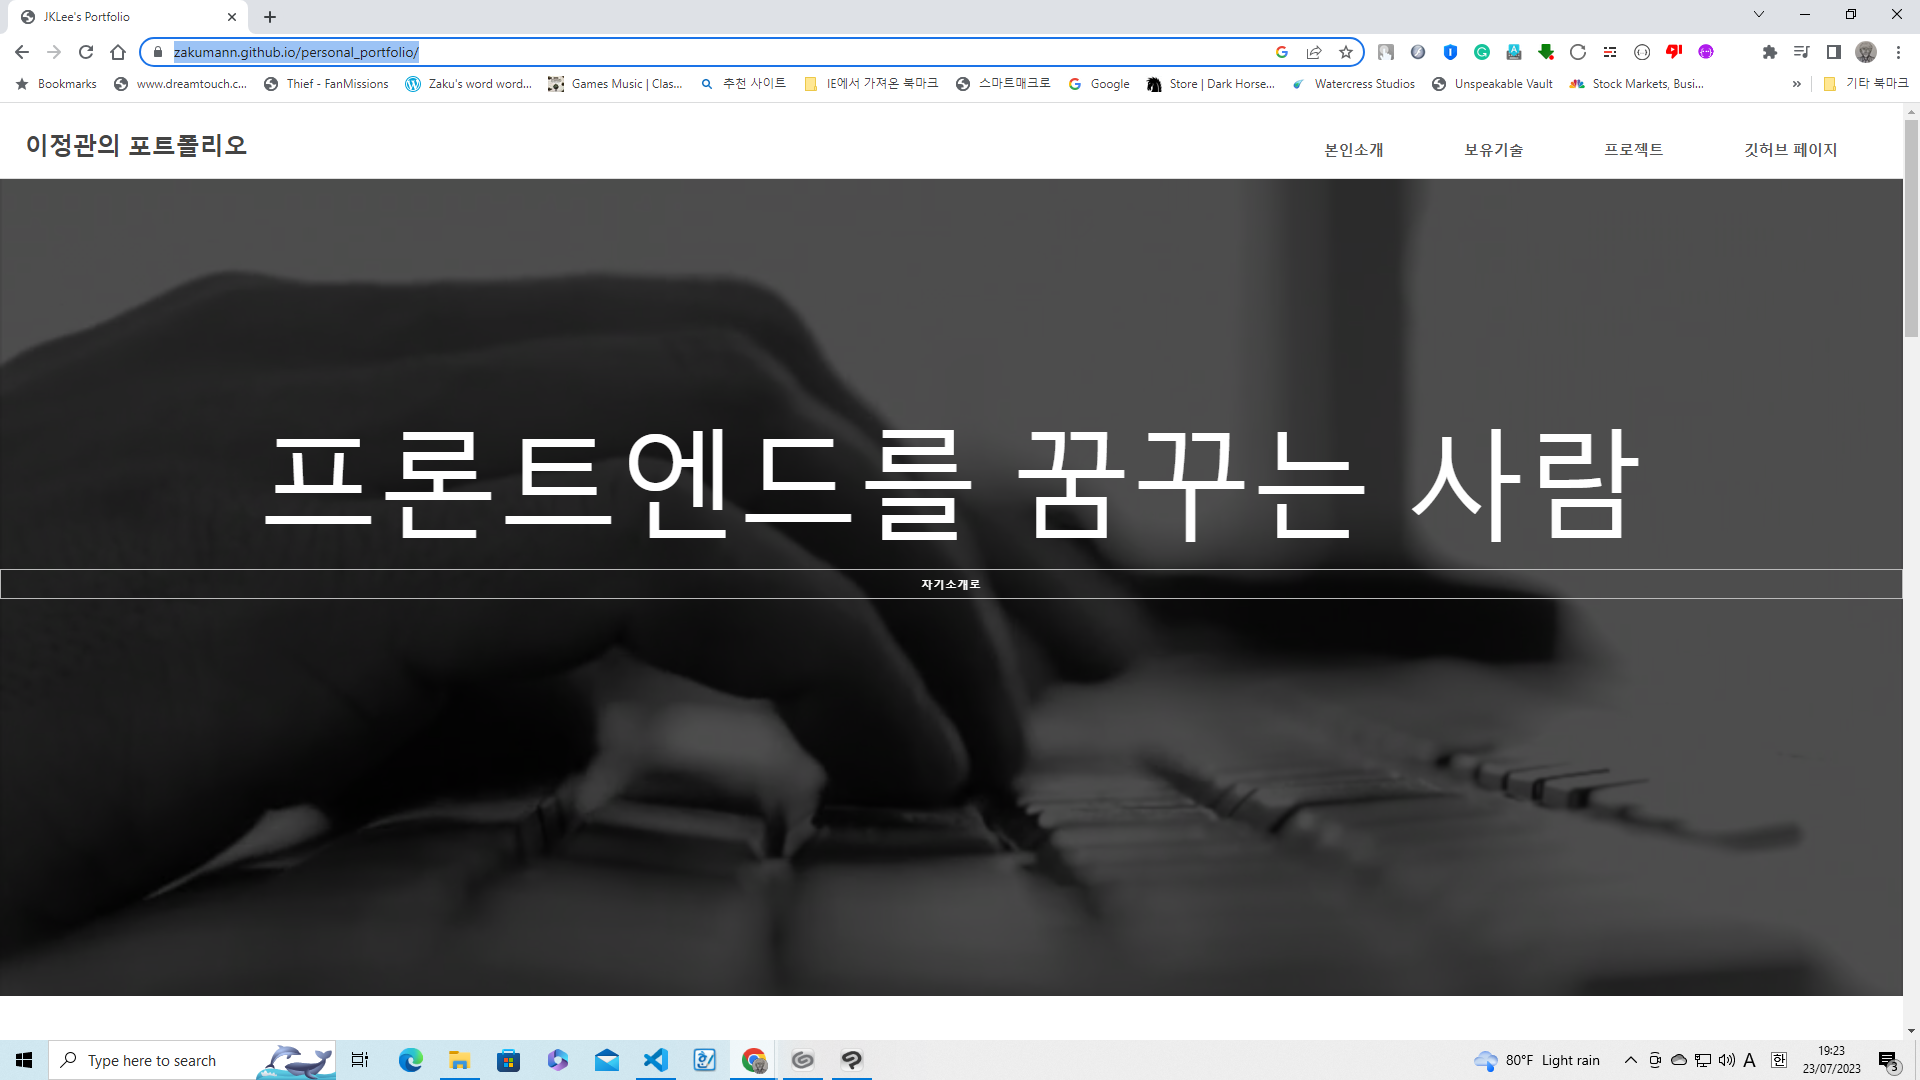 JKLee's Portfolio
zakumann.github.io/personal_portfolio/
Bookmarks
www.dreamtouch.c...
Thief - FanMissions
Zaku's word word...
Games Music | Clas...
추천 사이트
IE에서 가져온 북마크
스마트매크로
Google
Store | Dark Horse...
Watercress Studios
Unspeakable Vault
Stock Markets, Busi...
»
기타 북마크
이정관의 포트폴리오
본인소개
보유기술
프로젝트
깃허브 페이지
프론트엔드를 꿈꾸는 사람
자기소개로
Type here to search
80°F Light rain
A
한
19:23
23/07/2023
3